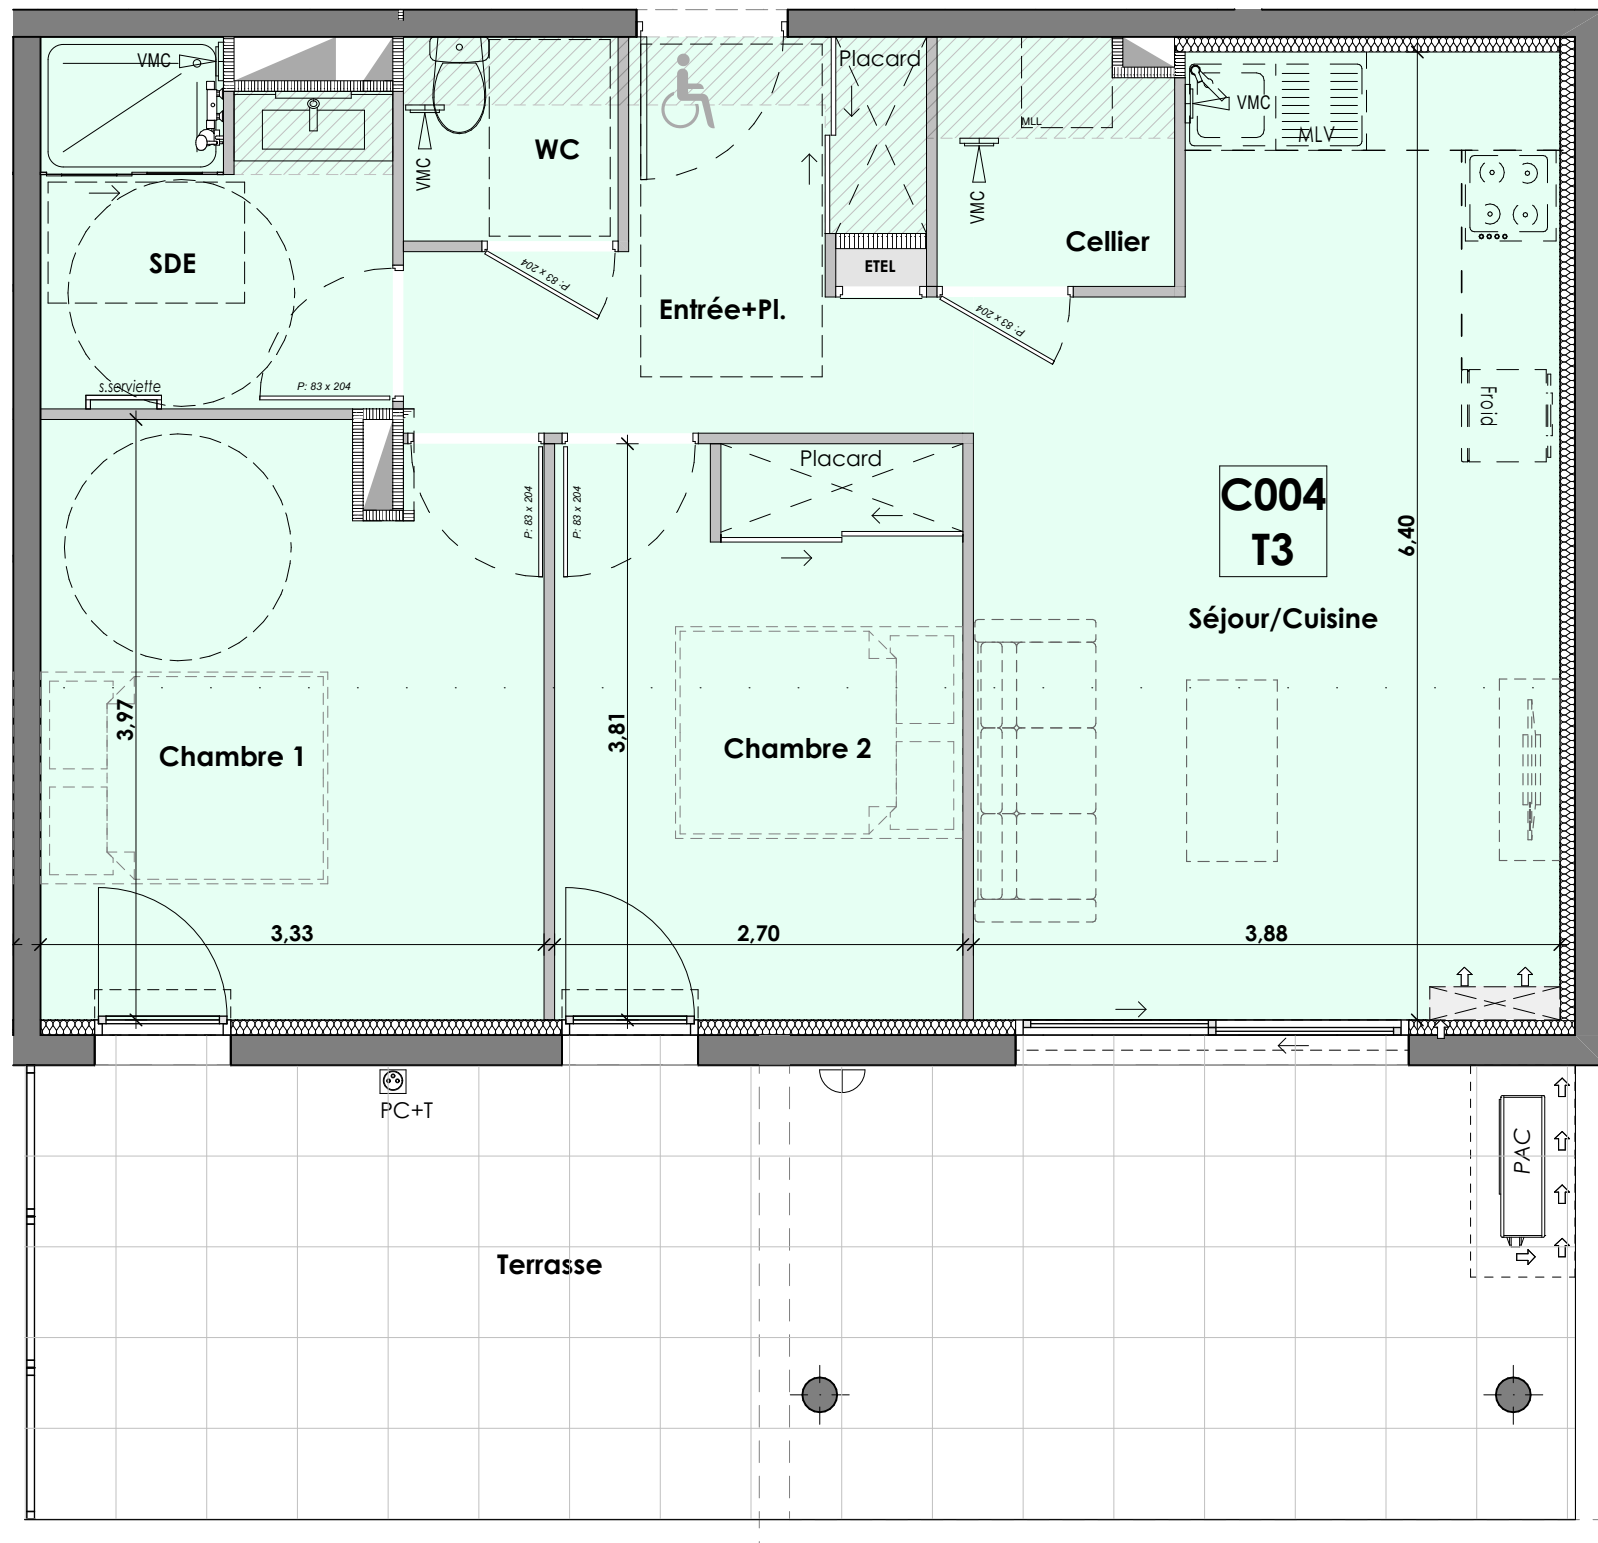 VMC
Placard
VMC
MLV
MLL
WC
VMC
VMC
Cellier
SDE
ETEL
P: 83 x 204
Entrée+Pl.
P: 83 x 204
s.serviette
P: 83 x 204
Froid
Placard
P: 83 x 204
P: 83 x 204
C004
T3
6,40
Séjour/Cuisine
3,97
3,81
Chambre 1
Chambre 2
3,33
2,70
3,88
PC+T
PAC
Terrasse